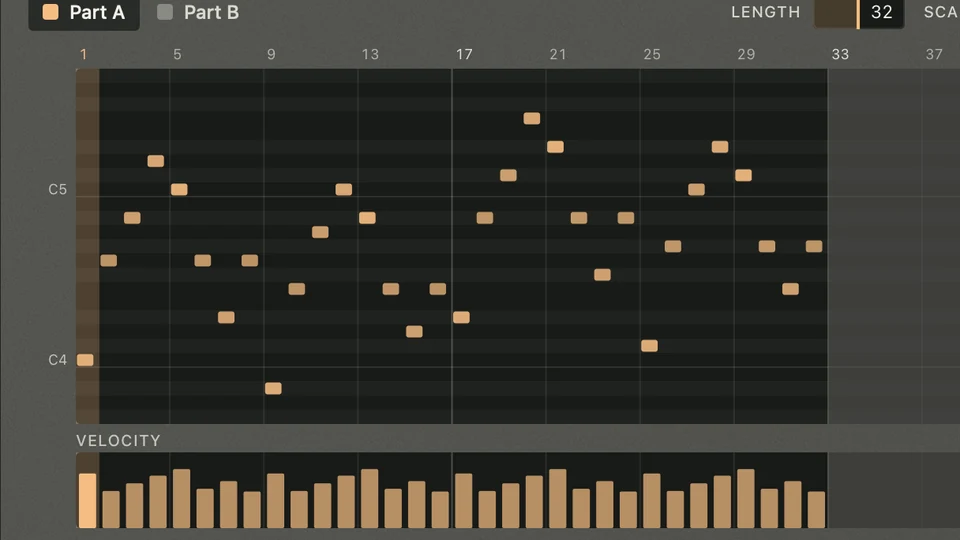 Part A Part B LENGTH 32 SCA
1 5 9 13 17 21 25 29 33 37
C5
C4
VELOCITY